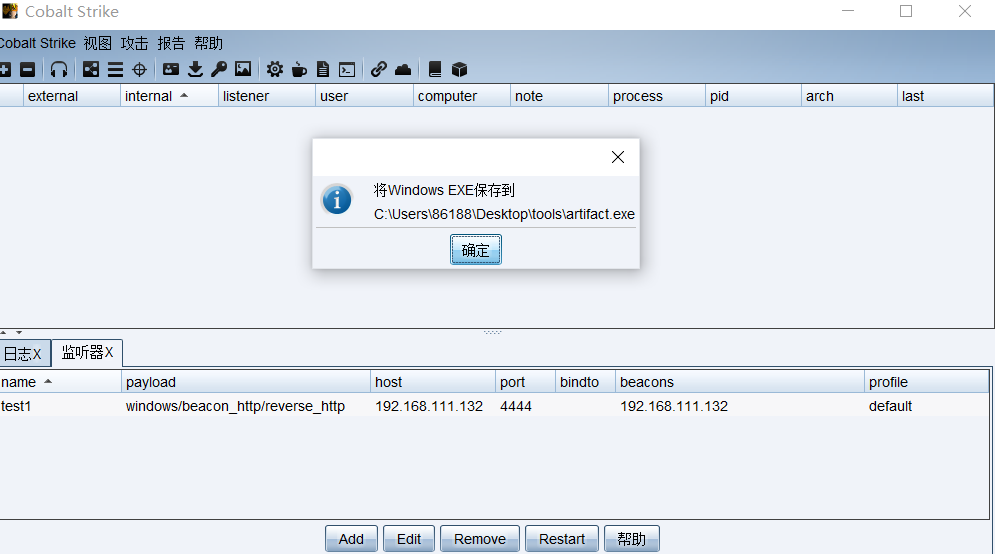 Cobalt Strike
Cobalt Strike 视图 攻击 报告 帮助
external internal listener user computer note process pid arch last
将Windows EXE保存到
C:\Users\86188\Desktop\tools\artifact.exe
确定
日志X 监听器X
name payload host port bindto beacons profile
test1 windows/beacon_http/reverse_http 192.168.111.132 4444 192.168.111.132 default
Add Edit Remove Restart 帮助